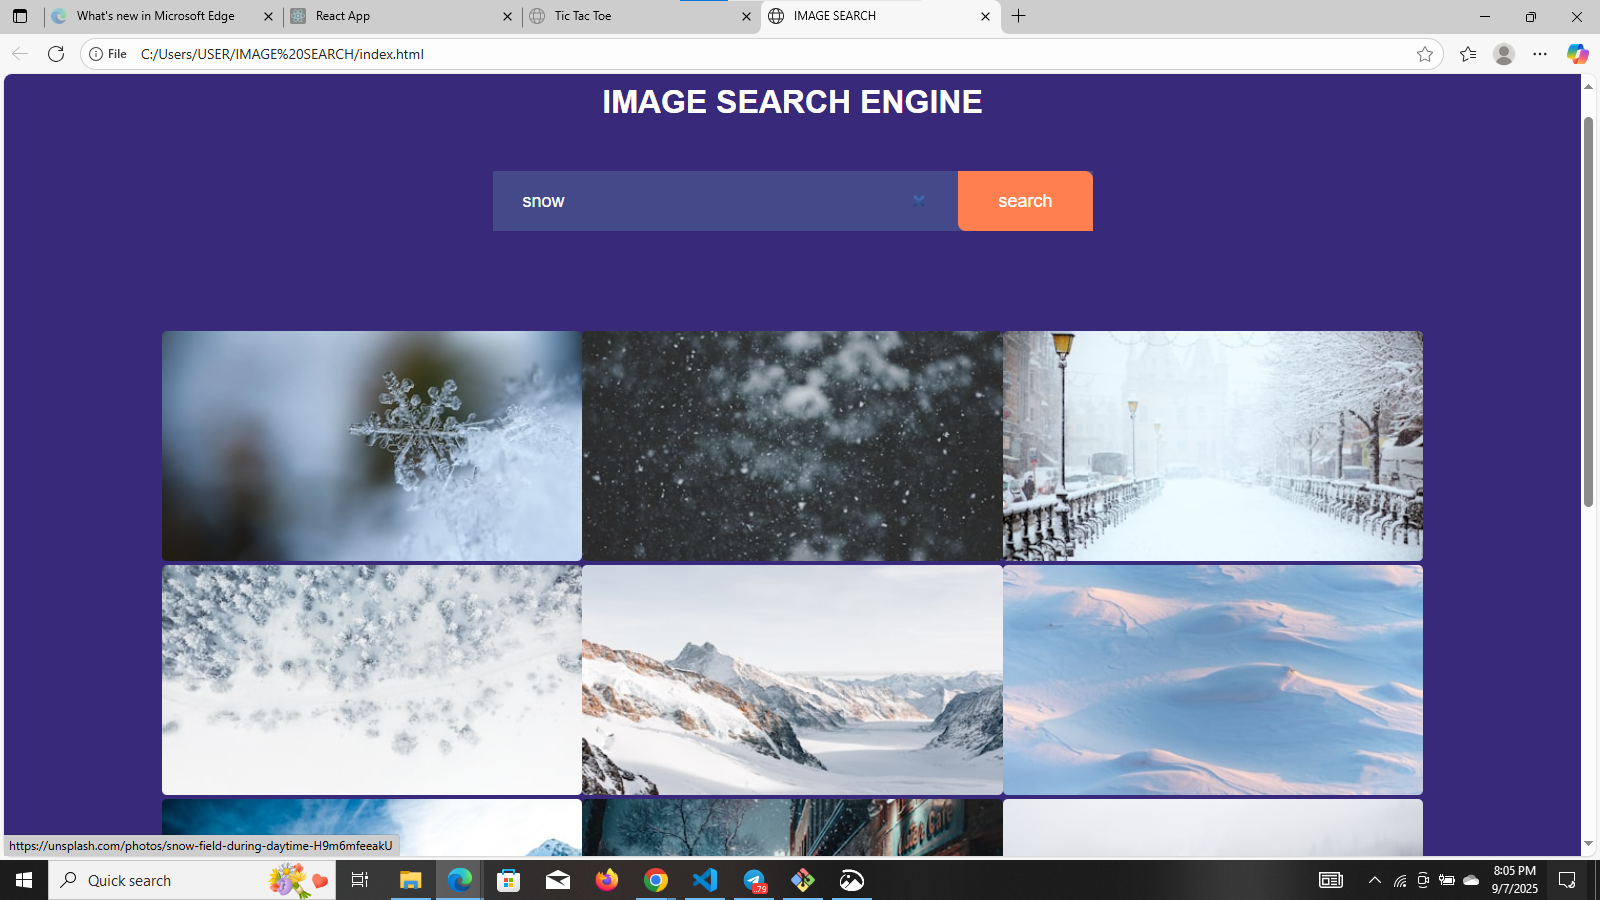 What's new in Microsoft Edge
React App
Tic Tac Toe
IMAGE SEARCH
File
C:/Users/USER/IMAGE%20SEARCH/index.html
IMAGE SEARCH ENGINE
snow
search
https://unsplash.com/photos/snow-field-during-daytime-H9m6mfeeakU
Quick search
79
8:05 PM
9/7/2025